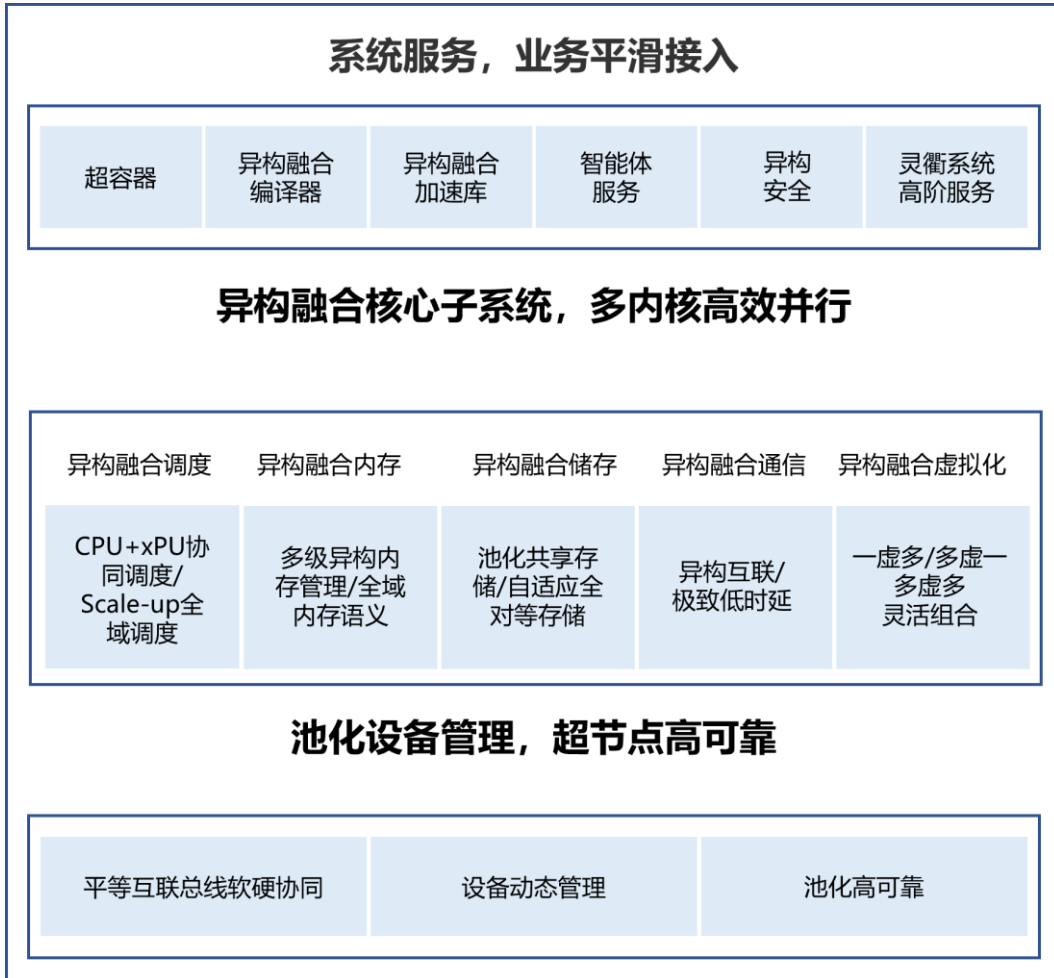 系统服务，业务平滑接入
超容器
异构融合
编译器
异构融合
加速库
智能体
服务
异构
安全
灵衢系统
高阶服务
异构融合核心子系统，多内核高效并行
异构融合调度
异构融合内存
异构融合储存
异构融合通信
异构融合虚拟化
CPU+xPU协
同调度/
Scale-up全
域调度
多级异构内
存管理/全域
内存语义
池化共享存
储/自适应全
对等存储
异构互联/
极致低时延
一虚多/多虚一
多虚多
灵活组合
池化设备管理，超节点高可靠
平等互联总线软硬协同
设备动态管理
池化高可靠